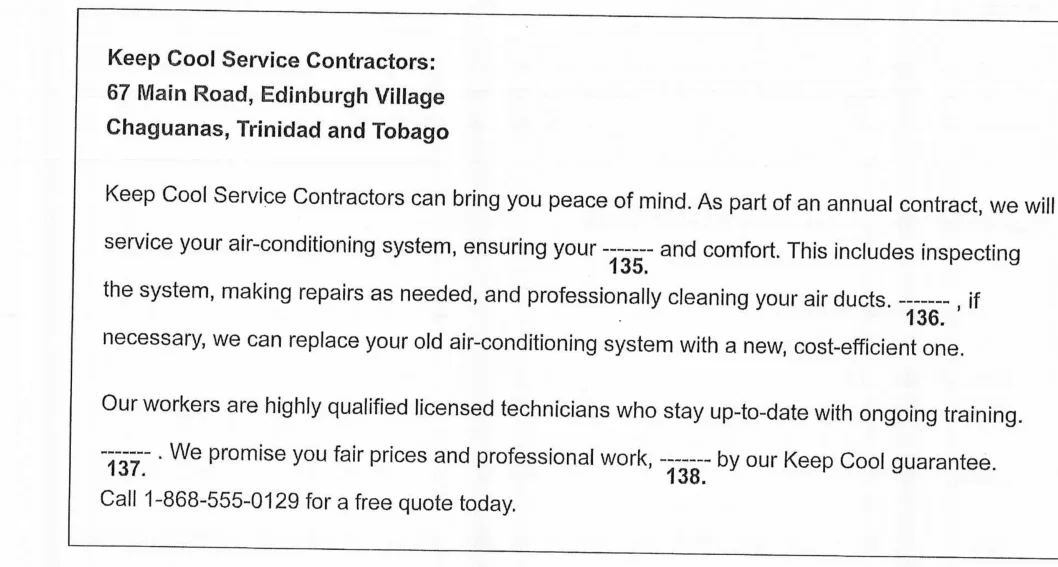 Keep Cool Service Contractors:
67 Main Road, Edinburgh Village
Chaguanas, Trinidad and Tobago
Keep Cool Service Contractors can bring you peace of mind. As part of an annual contract, we will
service your air-conditioning system, ensuring your ------- and comfort. This includes inspecting
135.
the system, making repairs as needed, and professionally cleaning your air ducts. ------- , if
136.
necessary, we can replace your old air-conditioning system with a new, cost-efficient one.
Our workers are highly qualified licensed technicians who stay up-to-date with ongoing training.
------- . We promise you fair prices and professional work, ------- by our Keep Cool guarantee.
137. 138.
Call 1-868-555-0129 for a free quote today.